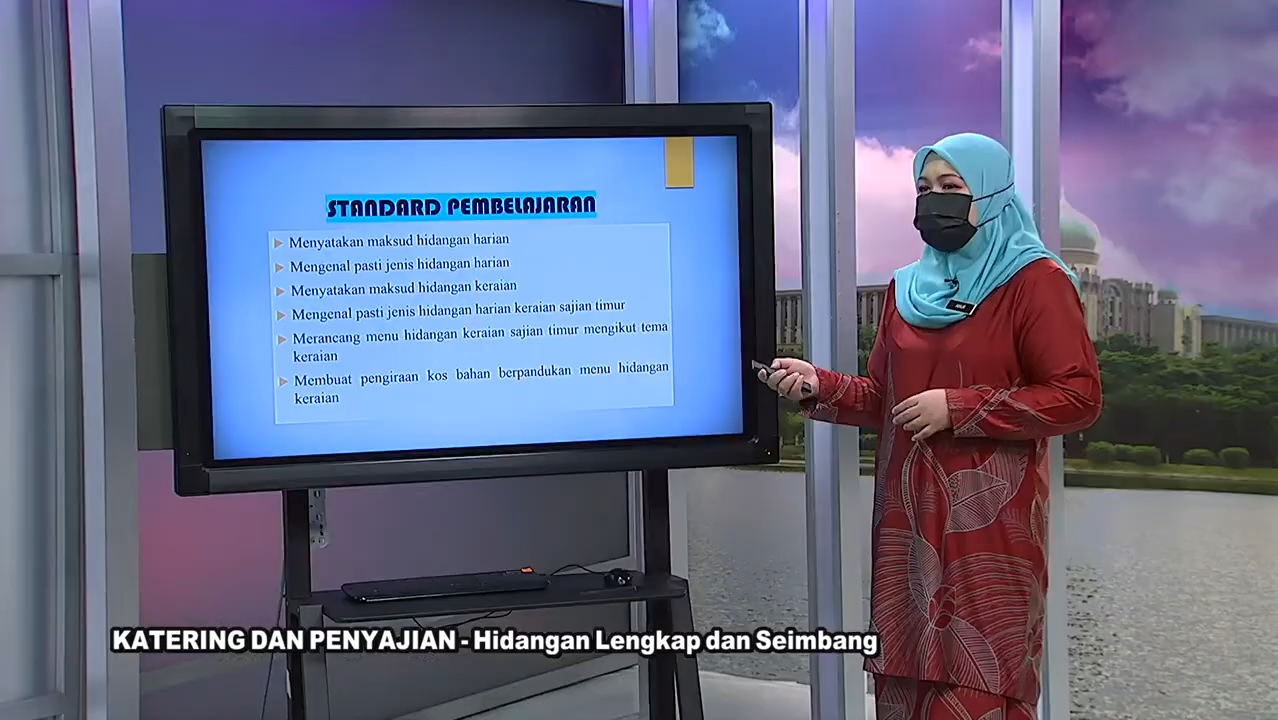 STANDARD PEMBELAJARAN
Menyatakan maksud hidangan harian
Mengenal pasti jenis hidangan harian
Menyatakan maksud hidangan keraian
Mengenal pasti jenis hidangan harian keraian sajian timur
Merancang menu hidangan keraian sajian timur mengikut tema
keraian
Membuat pengiraan kos bahan berpandukan menu hidangan
keraian
KATERING DAN PENYAJIAN - Hidangan Lengkap dan Seimbang